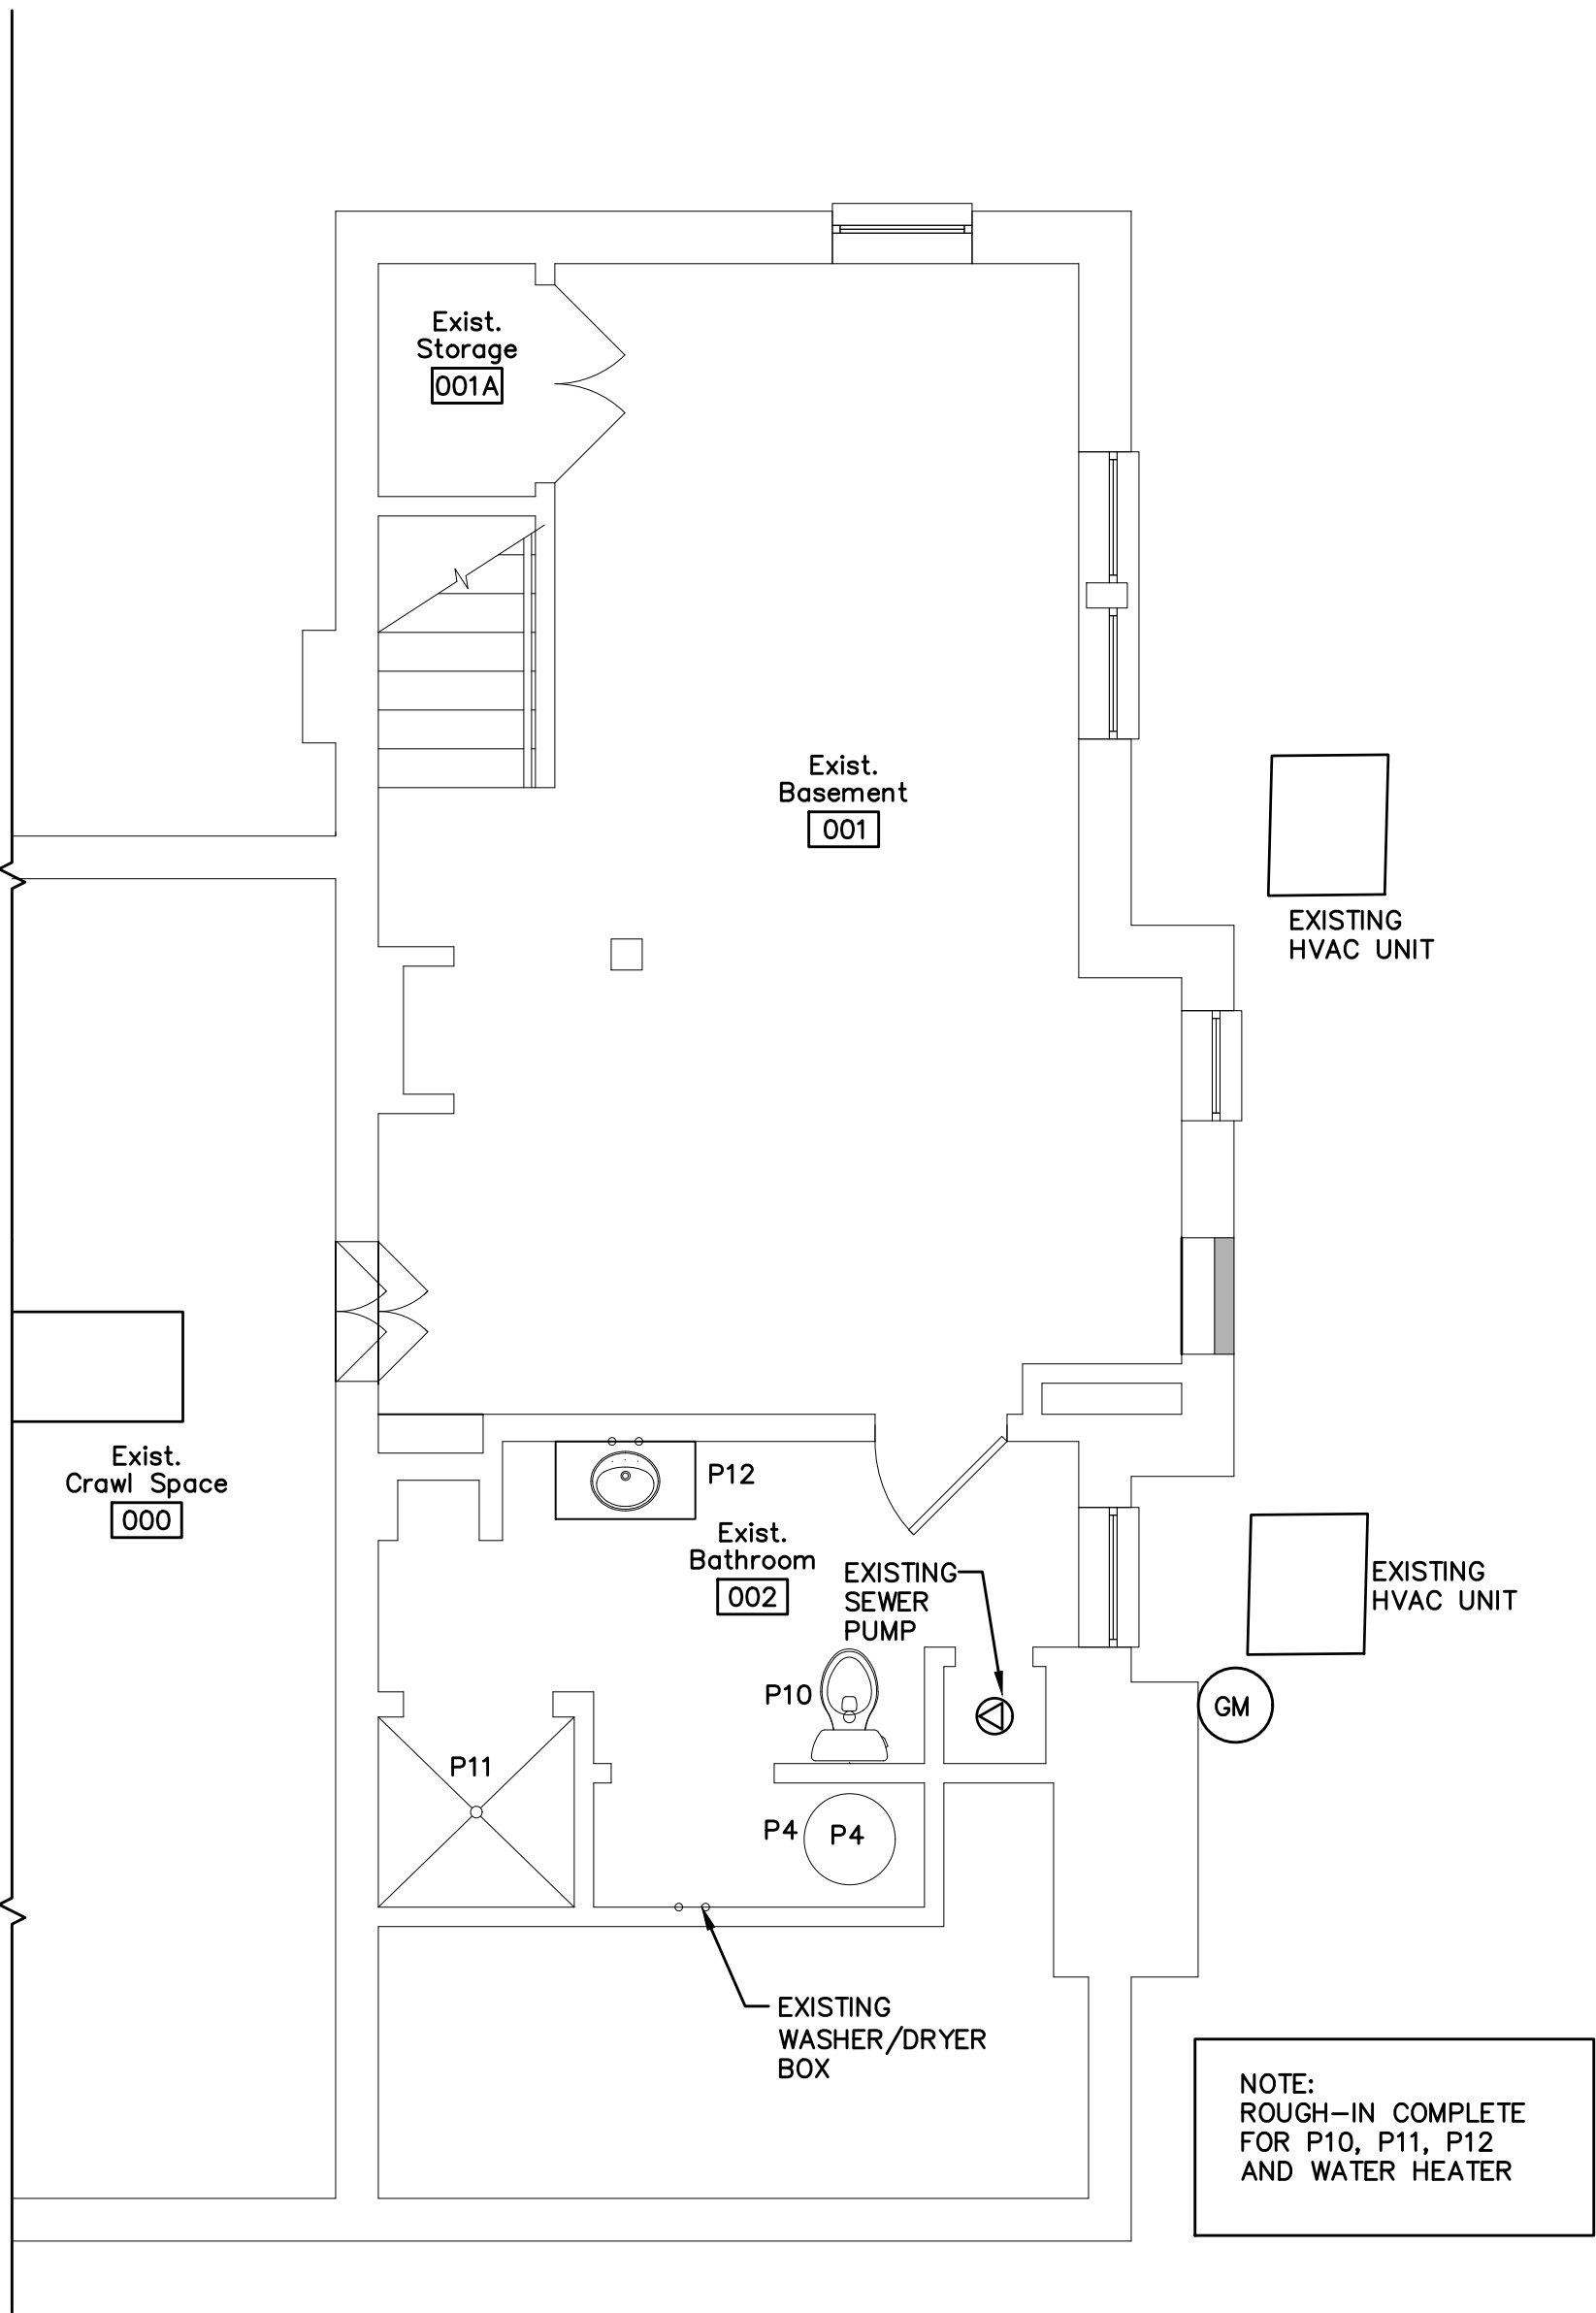 Exist.
Storage
001A
Exist.
Basement
001
EXISTING
HVAC UNIT
Exist.
Crawl Space
000
P12
Exist.
Bathroom
002
EXISTING
SEWER
PUMP
EXISTING
HVAC UNIT
P10
GM
P11
P4
P4
EXISTING
WASHER/DRYER
BOX
NOTE:
ROUGH-IN COMPLETE
FOR P10, P11, P12
AND WATER HEATER